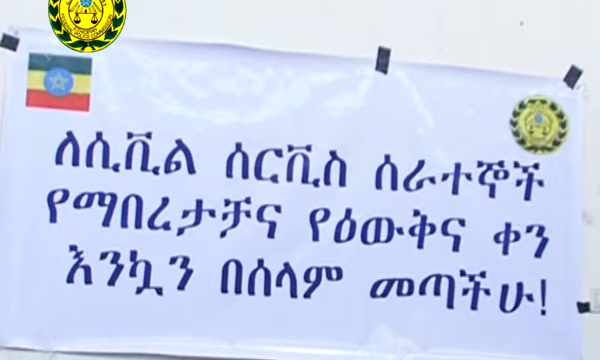 ለሲቪል ሰርቪስ ሰራተኞች
የማበረታቻና የዕውቅና ቀን
እንኳን በሰላም መጣችሁ!